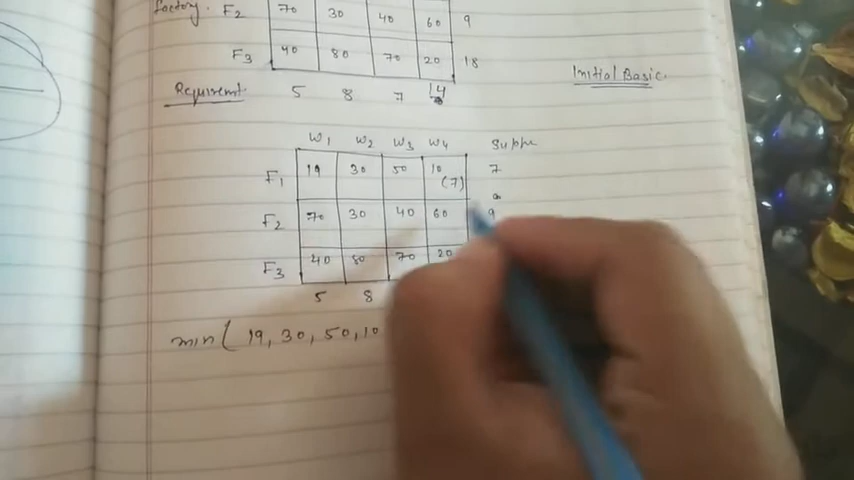 factory. F2 70 30 40 60 9
F3 40 80 70 20 18
Requiremt. 5 8 7 14
Initial Basic.
W1 W2 W3 W4
F1 19 30 50 10 (7) 7
F2 70 30 40 60 9
F3 40 80 70 20
5 8
min ( 19, 30, 50, 10